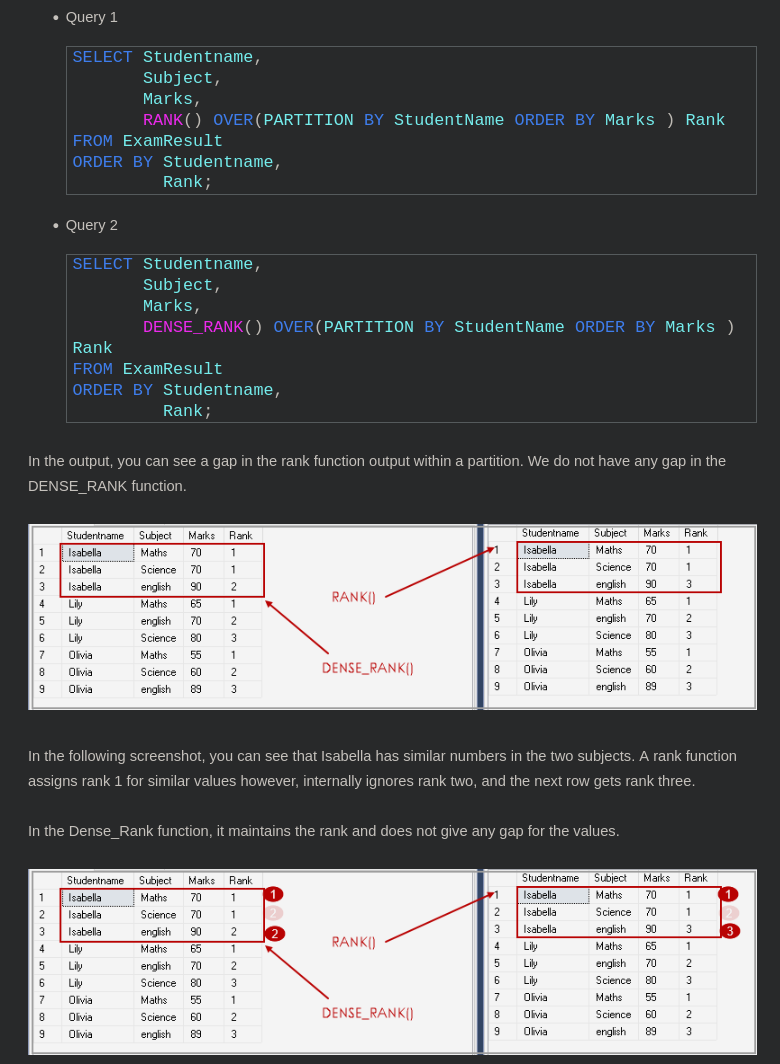 • Query 1
SELECT Studentname,
Subject,
Marks,
RANK() OVER(PARTITION BY StudentName ORDER BY Marks ) Rank
FROM ExamResult
ORDER BY Studentname,
Rank;
• Query 2
SELECT Studentname,
Subject,
Marks,
DENSE_RANK() OVER(PARTITION BY StudentName ORDER BY Marks )
Rank
FROM ExamResult
ORDER BY Studentname,
Rank;
In the output, you can see a gap in the rank function output within a partition. We do not have any gap in the
DENSE_RANK function.
Studentname Subject Marks Rank
1 Isabella Maths 70 1
2 Isabella Science 70 1
3 Isabella english 90 2
4 Lily Maths 65 1
5 Lily english 70 2
6 Lily Science 80 3
7 Olivia Maths 55 1
8 Olivia Science 60 2
9 Olivia english 89 3
RANK()
DENSE_RANK()
Studentname Subject Marks Rank
1 Isabella Maths 70 1
2 Isabella Science 70 1
3 Isabella english 90 3
4 Lily Maths 65 1
5 Lily english 70 2
6 Lily Science 80 3
7 Olivia Maths 55 1
8 Olivia Science 60 2
9 Olivia english 89 3
In the following screenshot, you can see that Isabella has similar numbers in the two subjects. A rank function
assigns rank 1 for similar values however, internally ignores rank two, and the next row gets rank three.
In the Dense_Rank function, it maintains the rank and does not give any gap for the values.
Studentname Subject Marks Rank
1 Isabella Maths 70 1 1
2 Isabella Science 70 1 2
3 Isabella english 90 2 2
4 Lily Maths 65 1
5 Lily english 70 2
6 Lily Science 80 3
7 Olivia Maths 55 1
8 Olivia Science 60 2
9 Olivia english 89 3
RANK()
DENSE_RANK()
Studentname Subject Marks Rank
1 Isabella Maths 70 1 1
2 Isabella Science 70 1 2
3 Isabella english 90 3 3
4 Lily Maths 65 1
5 Lily english 70 2
6 Lily Science 80 3
7 Olivia Maths 55 1
8 Olivia Science 60 2
9 Olivia english 89 3